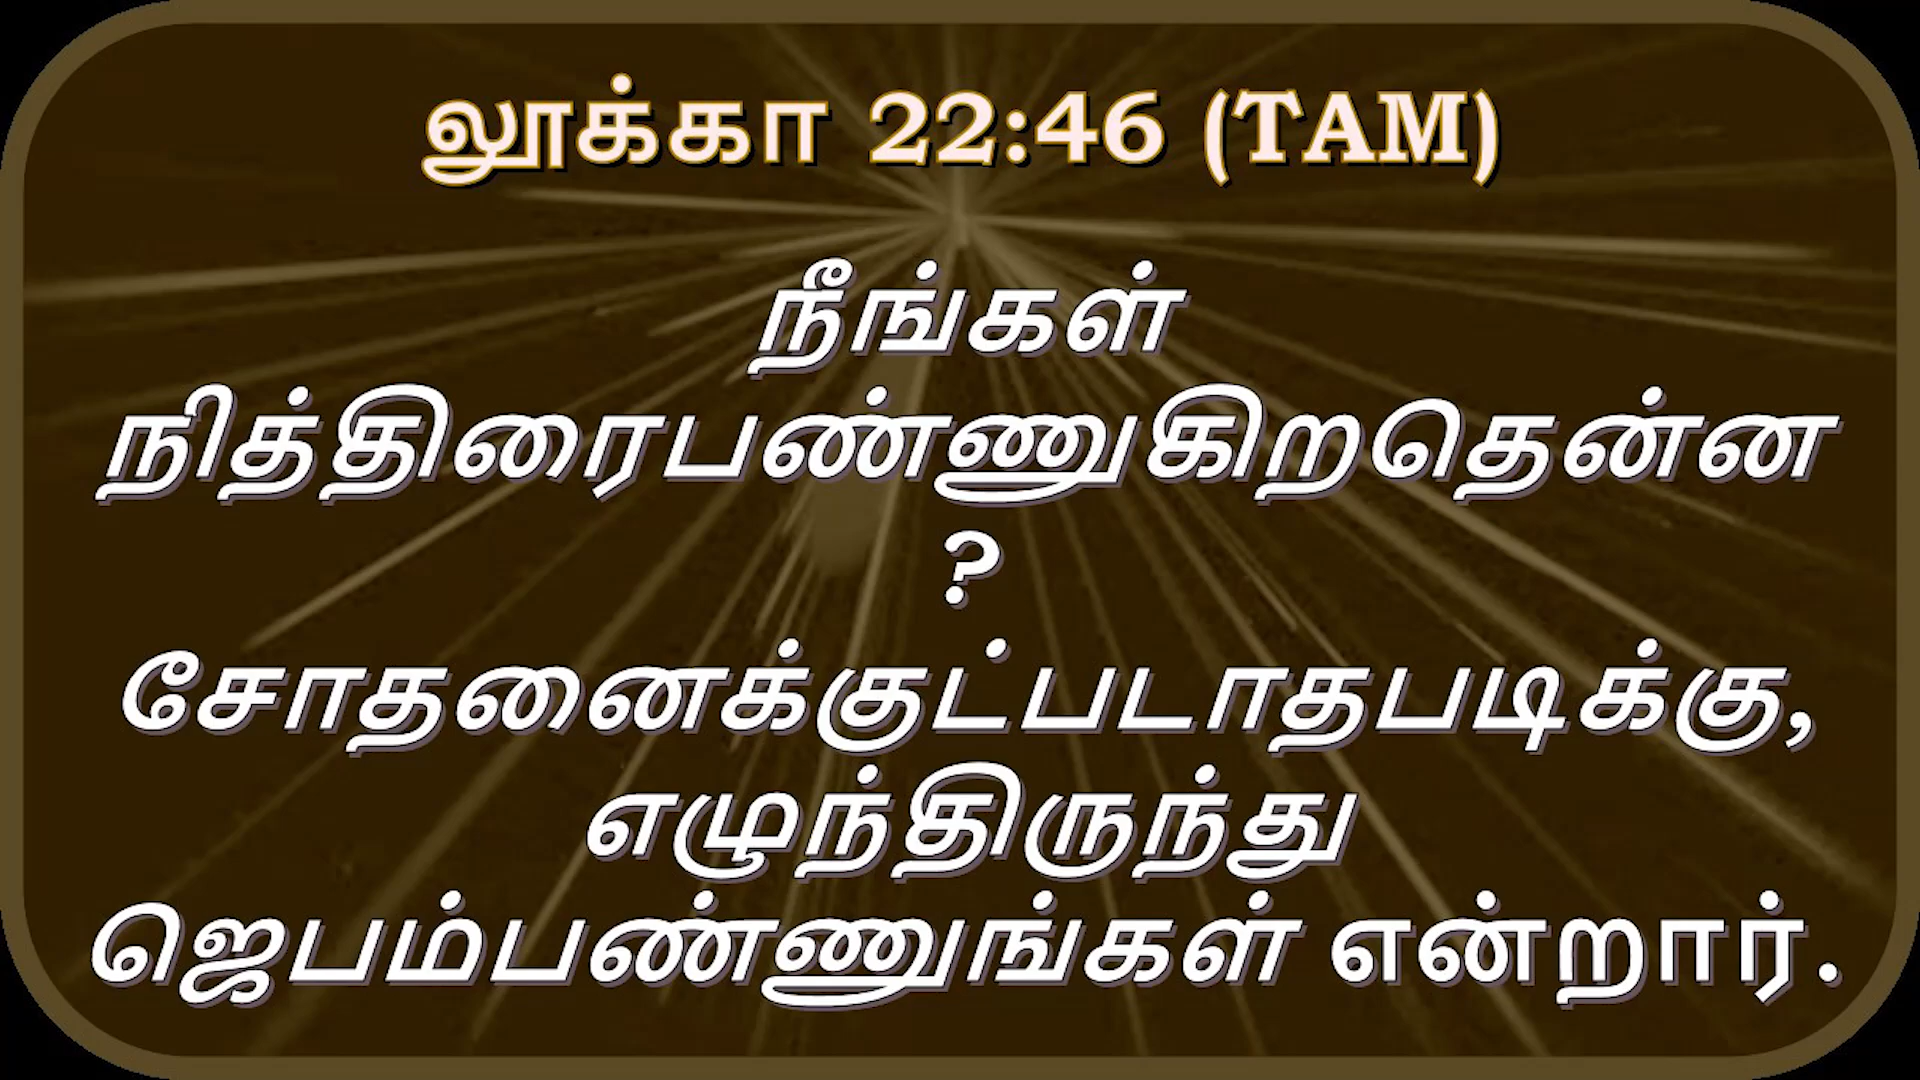 லூக்கா 22:46 (TAM)
நீங்கள்
நித்திரைபண்ணுகிறதென்ன
?
சோதனைக்குட்படாதபடிக்கு,
எழுந்திருந்து
ஜெபம்பண்ணுங்கள் என்றார்.